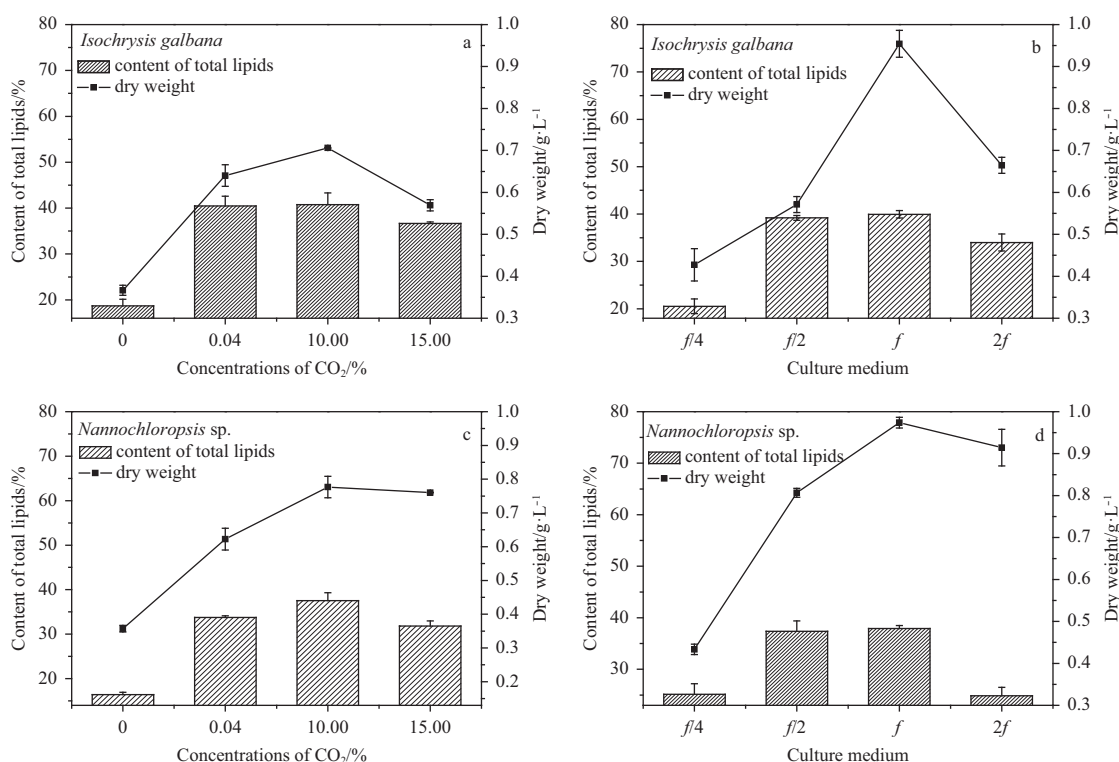 Isochrysis galbana
a
content of total lipids
dry weight
Content of total lipids/%
80
70
60
50
40
30
20
1.0
0.9
0.8
0.7
0.6
0.5
0.4
0.3
Dry weight/g·L⁻¹
0 0.04 10.00 15.00
Concentrations of CO₂/%
Isochrysis galbana
b
content of total lipids
dry weight
Content of total lipids/%
80
70
60
50
40
30
20
1.0
0.9
0.8
0.7
0.6
0.5
0.4
0.3
Dry weight/g·L⁻¹
f/4 f/2 f 2f
Culture medium
Nannochloropsis sp.
c
content of total lipids
dry weight
Content of total lipids/%
80
70
60
50
40
30
20
1.0
0.9
0.8
0.7
0.6
0.5
0.4
0.3
0.2
Dry weight/g·L⁻¹
0 0.04 10.00 15.00
Concentrations of CO₂/%
Nannochloropsis sp.
d
content of total lipids
dry weight
Content of total lipids/%
80
70
60
50
40
30
1.0
0.9
0.8
0.7
0.6
0.5
0.4
0.3
Dry weight/g·L⁻¹
f/4 f/2 f 2f
Culture medium